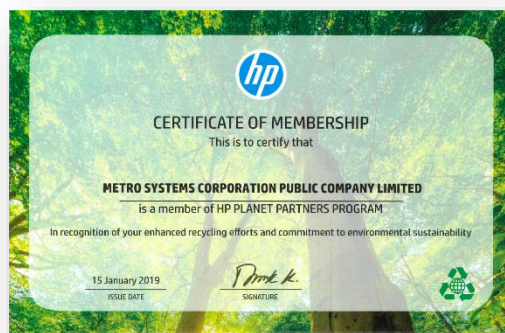 hp
CERTIFICATE OF MEMBERSHIP
This is to certify that
METRO SYSTEMS CORPORATION PUBLIC COMPANY LIMITED
is a member of HP PLANET PARTNERS PROGRAM
In recognition of your enhanced recycling efforts and commitment to environmental sustainability
15 January 2019
ISSUE DATE
SIGNATURE